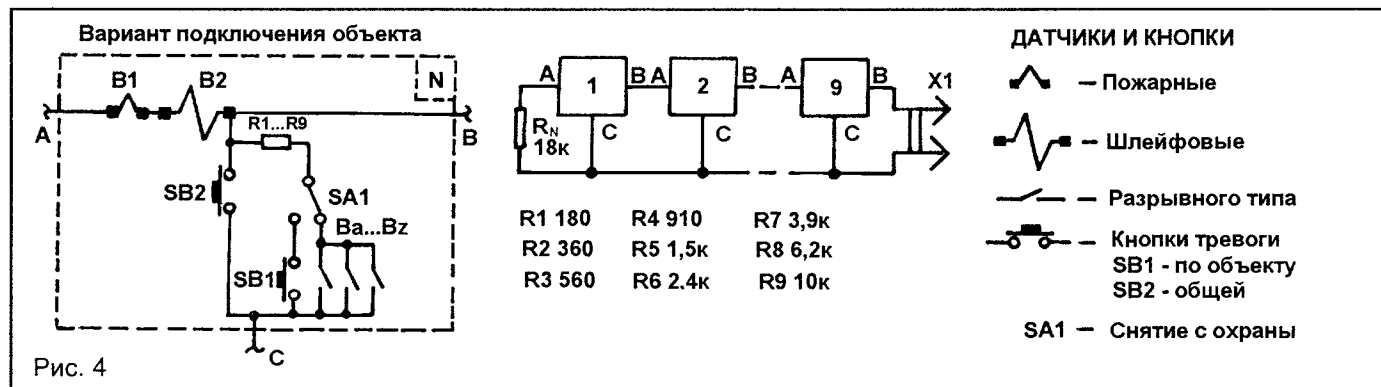 Вариант подключения объекта
B1
B2
N
A
R1...R9
B
SB2
SA1
Ba...Bz
SB1
C
Рис. 4
A
1
B
A
2
B
A
9
B
X1
RN
18к
C
C
C
R1 180
R4 910
R7 3,9к
R2 360
R5 1,5к
R8 6,2к
R3 560
R6 2.4к
R9 10к
ДАТЧИКИ И КНОПКИ
– Пожарные
– Шлейфовые
– Разрывного типа
– Кнопки тревоги
SB1 - по объекту
SB2 - общей
SA1 – Снятие с охраны